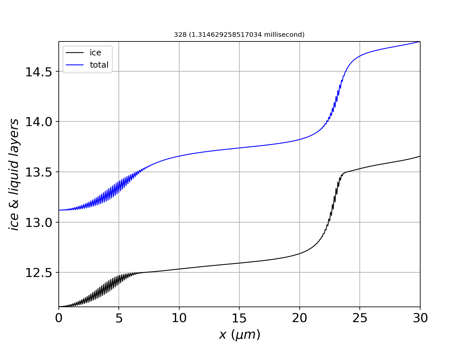 328 (1.314629258517034 millisecond)
ice
total
ice & liquid layers
14.5
14.0
13.5
13.0
12.5
0 5 10 15 20 25 30
x (μm)